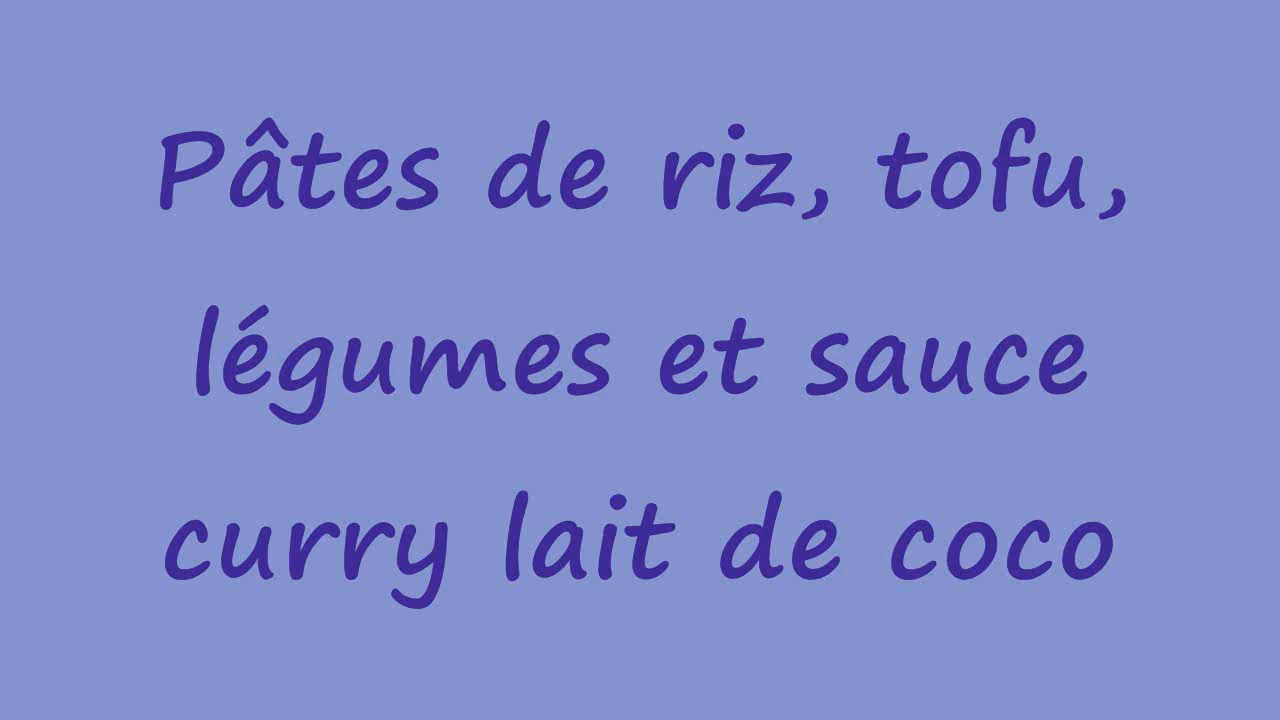 Pâtes de riz, tofu,
légumes et sauce
curry lait de coco